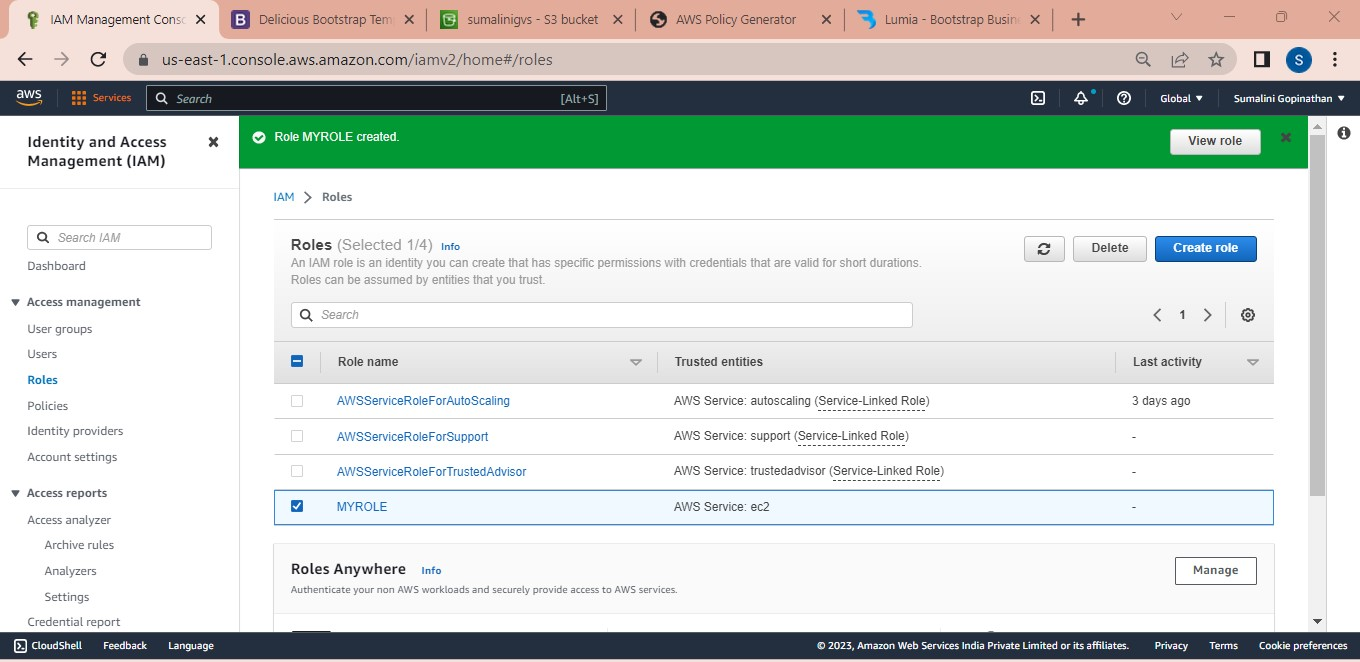 IAM Management Consc
Delicious Bootstrap Tem
sumalinigvs - S3 bucket
AWS Policy Generator
Lumia - Bootstrap Busin
us-east-1.console.aws.amazon.com/iamv2/home#/roles
S
aws
Services
Search
[Alt+S]
Global
Sumalini Gopinathan
Identity and Access
Management (IAM)
Search IAM
Dashboard
Access management
User groups
Users
Roles
Policies
Identity providers
Account settings
Access reports
Access analyzer
Archive rules
Analyzers
Settings
Credential report
Role MYROLE created.
View role
IAM > Roles
Roles (Selected 1/4) Info
An IAM role is an identity you can create that has specific permissions with credentials that are valid for short durations.
Roles can be assumed by entities that you trust.
Delete
Create role
Search
1
Role name Trusted entities Last activity
AWSServiceRoleForAutoScaling AWS Service: autoscaling (Service-Linked Role) 3 days ago
AWSServiceRoleForSupport AWS Service: support (Service-Linked Role) -
AWSServiceRoleForTrustedAdvisor AWS Service: trustedadvisor (Service-Linked Role) -
MYROLE AWS Service: ec2 -
Roles Anywhere Info
Authenticate your non AWS workloads and securely provide access to AWS services.
Manage
CloudShell Feedback Language
© 2023, Amazon Web Services India Private Limited or its affiliates. Privacy Terms Cookie preferences